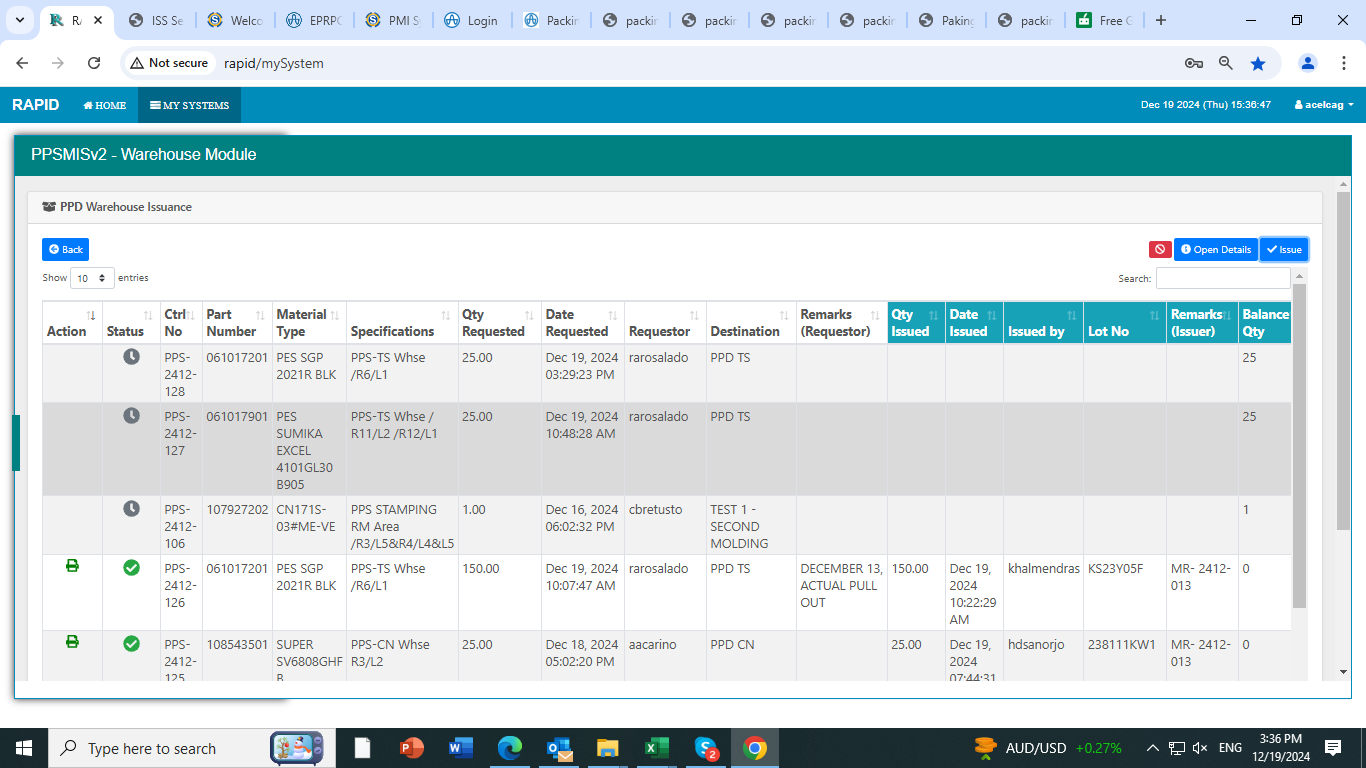 RA
ISS Se
Welco
EPRPO
PMI S
Login
Packin
packin
packin
packin
packin
Paking
packin
Free G
Not secure
rapid/mySystem
RAPID
HOME
MY SYSTEMS
Dec 19 2024 (Thu) 15:36:47
acelcag
PPSMISv2 - Warehouse Module
PPD Warehouse Issuance
Back
Open Details
Issue
Show 10 entries
Search:
Action Status Ctrl No Part Number Material Type Specifications Qty Requested Date Requested Requestor Destination Remarks (Requestor) Qty Issued Date Issued Issued by Lot No Remarks (Issuer) Balance Qty
PPS-2412-128 061017201 PES SGP 2021R BLK PPS-TS Whse /R6/L1 25.00 Dec 19, 2024 03:29:23 PM rarosalado PPD TS 25
PPS-2412-127 061017901 PES SUMIKA EXCEL 4101GL30 B905 PPS-TS Whse / R11/L2 /R12/L1 25.00 Dec 19, 2024 10:48:28 AM rarosalado PPD TS 25
PPS-2412-106 107927202 CN171S-03#ME-VE PPS STAMPING RM Area /R3/L5&R4/L4&L5 1.00 Dec 16, 2024 06:02:32 PM cbretusto TEST 1 - SECOND MOLDING 1
PPS-2412-126 061017201 PES SGP 2021R BLK PPS-TS Whse /R6/L1 150.00 Dec 19, 2024 10:07:47 AM rarosalado PPD TS DECEMBER 13, ACTUAL PULL OUT 150.00 Dec 19, 2024 10:22:29 AM khalmendras KS23Y05F MR- 2412-013 0
PPS-2412-125 108543501 SUPER SV6808GHF B PPS-CN Whse R3/L2 25.00 Dec 18, 2024 05:02:20 PM aacarino PPD CN 25.00 Dec 19, 2024 07:44:31 hdsanorjo 238111KW1 MR- 2412-013 0
Type here to search
AUD/USD +0.27%
ENG
3:36 PM
12/19/2024